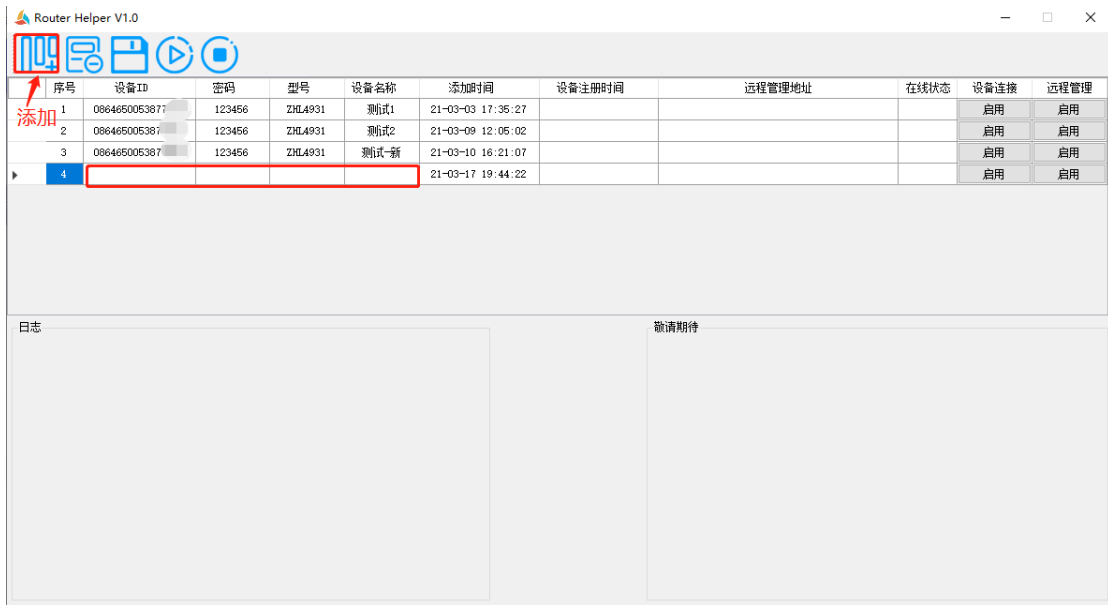 Router Helper V1.0
序号 设备ID 密码 型号 设备名称 添加时间 设备注册时间 远程管理地址 在线状态 设备连接 远程管理
添加
1 0864650053877 123456 ZHL4931 测试1 21-03-03 17:35:27 启用 启用
2 086465005387 123456 ZHL4931 测试2 21-03-09 12:05:02 启用 启用
3 086465005387 123456 ZHL4931 测试-新 21-03-10 16:21:07 启用 启用
4 21-03-17 19:44:22 启用 启用
日志 敬请期待